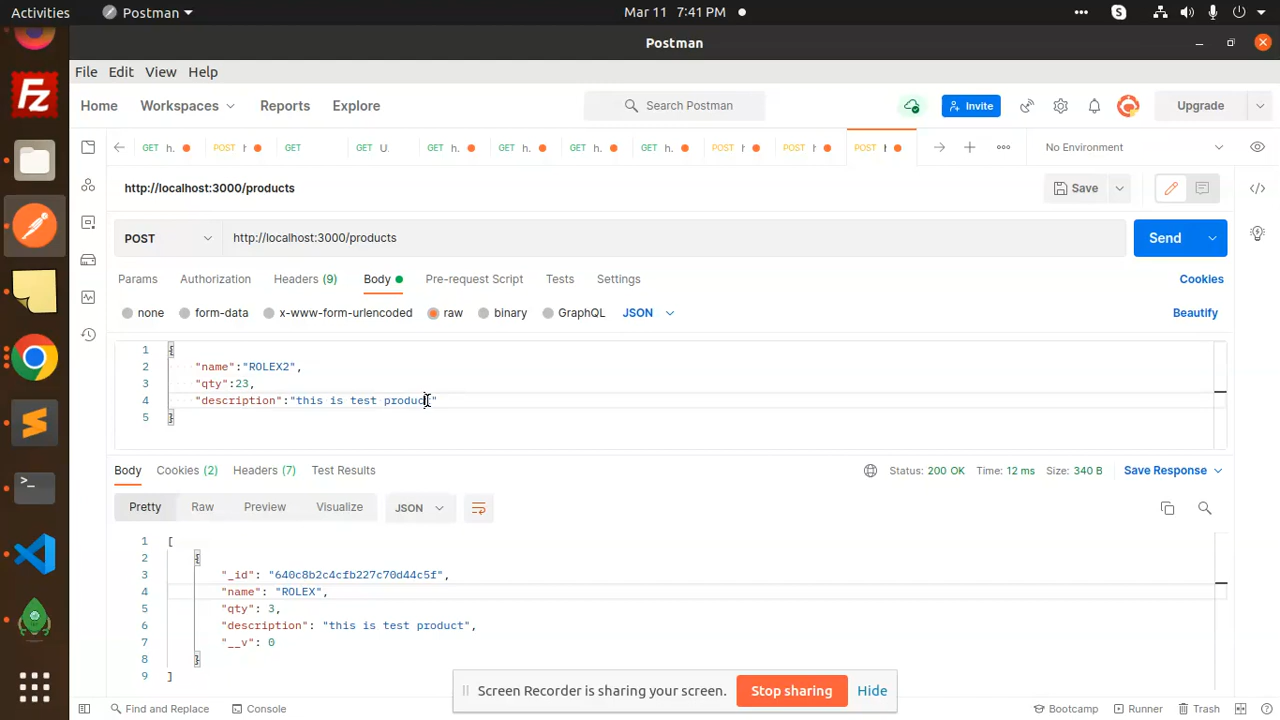 Activities Postman Mar 11 7:41 PM
Postman
File Edit View Help
Home Workspaces Reports Explore Search Postman Invite Upgrade
GET h. POST h GET GET U. GET h. GET h. GET h. GET h. POST h POST h POST h No Environment
http://localhost:3000/products Save
POST http://localhost:3000/products Send
Params Authorization Headers (9) Body Pre-request Script Tests Settings Cookies
none form-data x-www-form-urlencoded raw binary GraphQL JSON Beautify
1 {
2 "name":"ROLEX2",
3 "qty":23,
4 "description":"this is test product"
5 }
Body Cookies (2) Headers (7) Test Results Status: 200 OK Time: 12 ms Size: 340 B Save Response
Pretty Raw Preview Visualize JSON
1 [
2 {
3 "_id": "640c8b2c4cfb227c70d44c5f",
4 "name": "ROLEX",
5 "qty": 3,
6 "description": "this is test product",
7 "__v": 0
8 }
9 ]
Screen Recorder is sharing your screen. Stop sharing Hide
Find and Replace Console Bootcamp Runner Trash